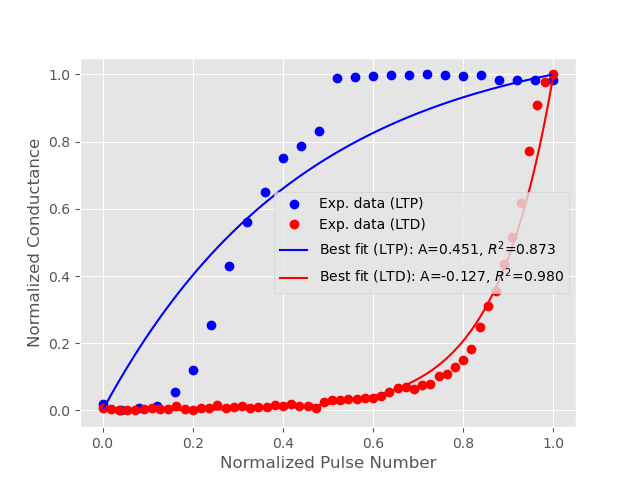 1.0
0.8
0.6
0.4
0.2
0.0
Normalized Conductance
Exp. data (LTP)
Exp. data (LTD)
Best fit (LTP): A=0.451, R²=0.873
Best fit (LTD): A=-0.127, R²=0.980
0.0 0.2 0.4 0.6 0.8 1.0
Normalized Pulse Number